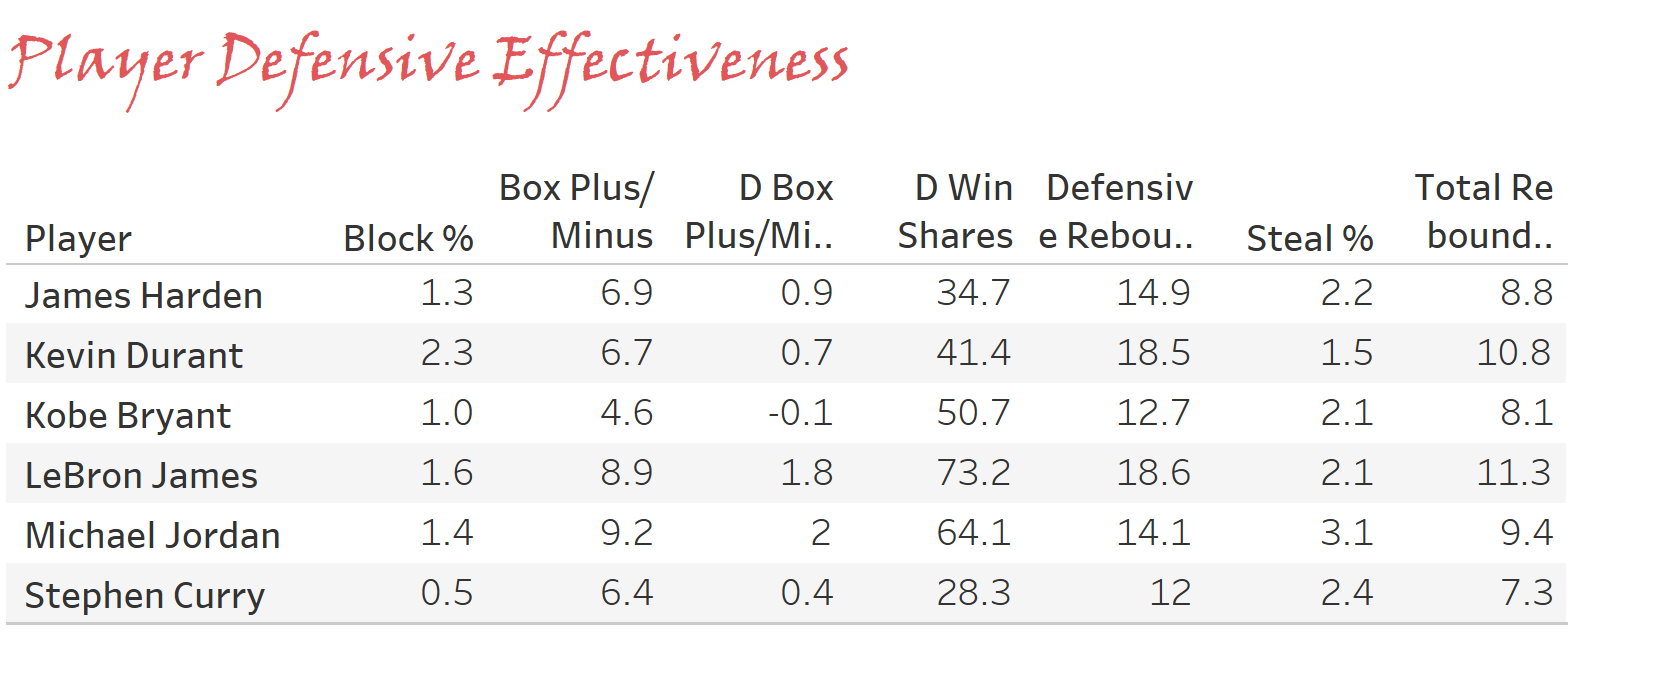 Player Defensive Effectiveness
Player Block % Box Plus/Minus D Box Plus/Mi.. D Win Shares Defensive Rebou.. Steal % Total Rebound..
James Harden 1.3 6.9 0.9 34.7 14.9 2.2 8.8
Kevin Durant 2.3 6.7 0.7 41.4 18.5 1.5 10.8
Kobe Bryant 1.0 4.6 -0.1 50.7 12.7 2.1 8.1
LeBron James 1.6 8.9 1.8 73.2 18.6 2.1 11.3
Michael Jordan 1.4 9.2 2 64.1 14.1 3.1 9.4
Stephen Curry 0.5 6.4 0.4 28.3 12 2.4 7.3